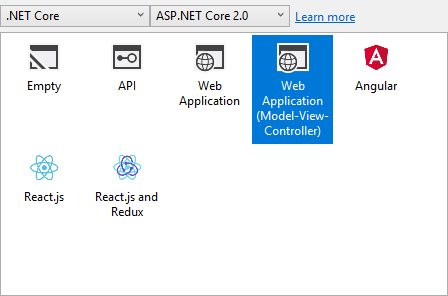 .NET Core
ASP.NET Core 2.0
Learn more
Empty
API
Web
Application
Web
Application
(Model-View-
Controller)
Angular
React.js
React.js and
Redux